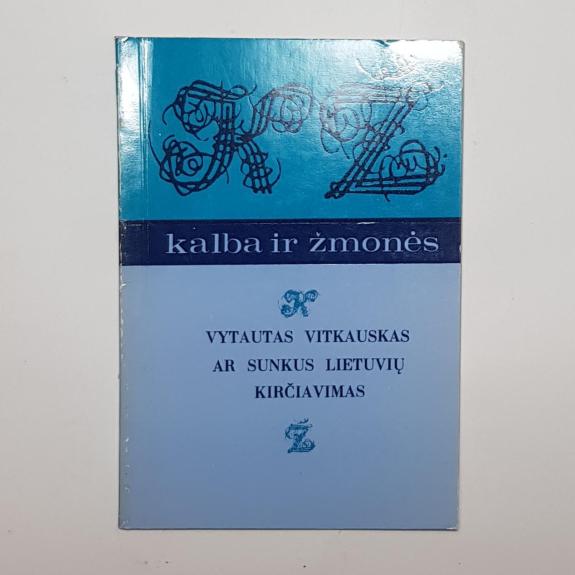 K Ž
kalba ir žmonės
K
VYTAUTAS VITKAUSKAS
AR SUNKUS LIETUVIŲ
KIRČIAVIMAS
Ž